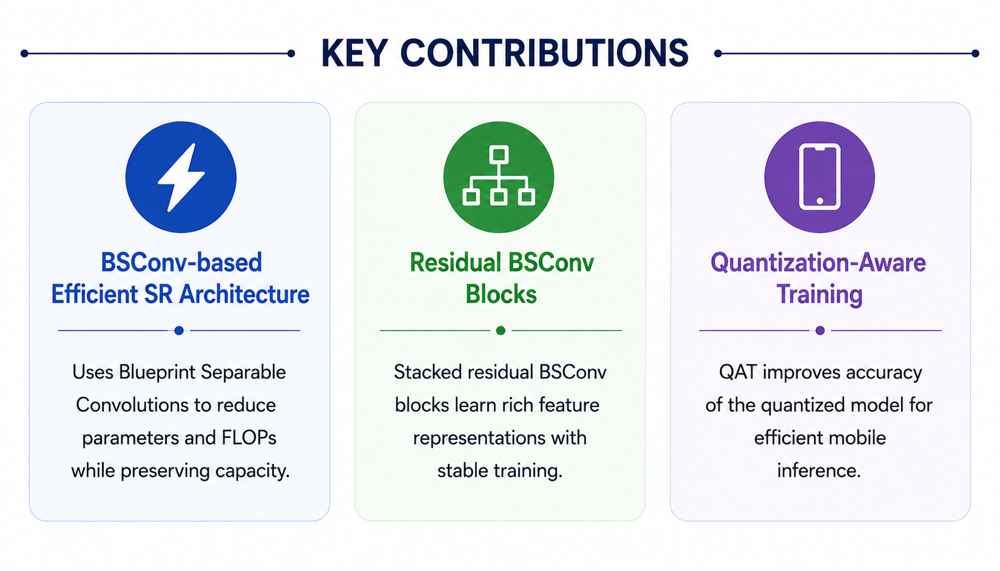 KEY CONTRIBUTIONS
BSConv-based
Efficient SR Architecture
Uses Blueprint Separable
Convolutions to reduce
parameters and FLOPs
while preserving capacity.
Residual BSConv
Blocks
Stacked residual BSConv
blocks learn rich feature
representations with
stable training.
Quantization-Aware
Training
QAT improves accuracy
of the quantized model for
efficient mobile
inference.